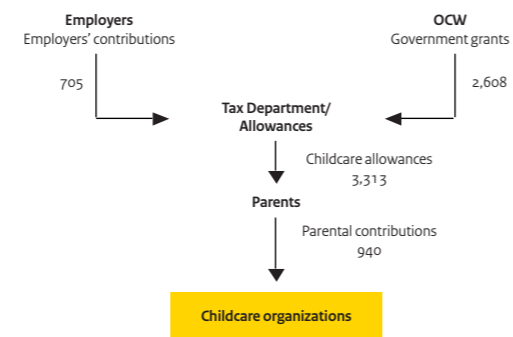 Employers
Employers' contributions
705
OCW
Government grants
2,608
Tax Department/
Allowances
Childcare allowances
3,313
Parents
Parental contributions
940
Childcare organizations